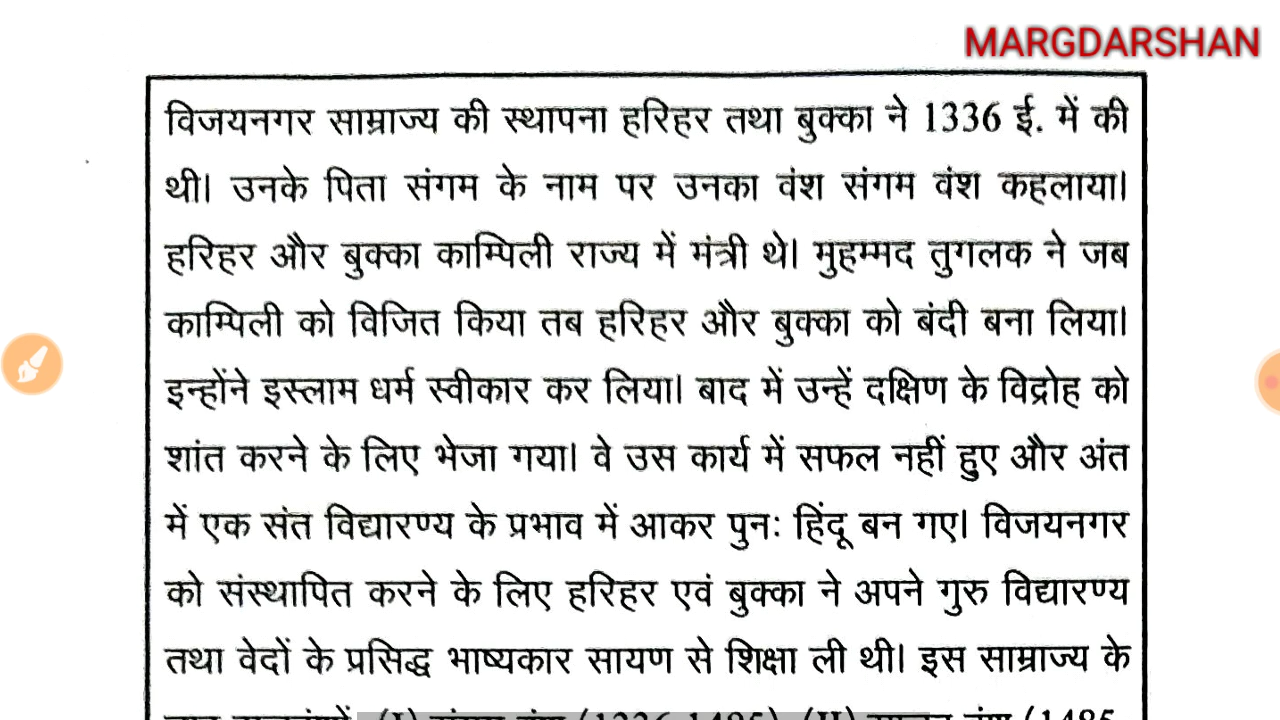 MARGDARSHAN
विजयनगर साम्राज्य की स्थापना हरिहर तथा बुक्का ने 1336 ई. में की
थी। उनके पिता संगम के नाम पर उनका वंश संगम वंश कहलाया।
हरिहर और बुक्का काम्पिली राज्य में मंत्री थे। मुहम्मद तुगलक ने जब
काम्पिली को विजित किया तब हरिहर और बुक्का को बंदी बना लिया।
इन्होंने इस्लाम धर्म स्वीकार कर लिया। बाद में उन्हें दक्षिण के विद्रोह को
शांत करने के लिए भेजा गया। वे उस कार्य में सफल नहीं हुए और अंत
में एक संत विद्यारण्य के प्रभाव में आकर पुनः हिंदू बन गए। विजयनगर
को संस्थापित करने के लिए हरिहर एवं बुक्का ने अपने गुरु विद्यारण्य
तथा वेदों के प्रसिद्ध भाष्यकार सायण से शिक्षा ली थी। इस साम्राज्य के